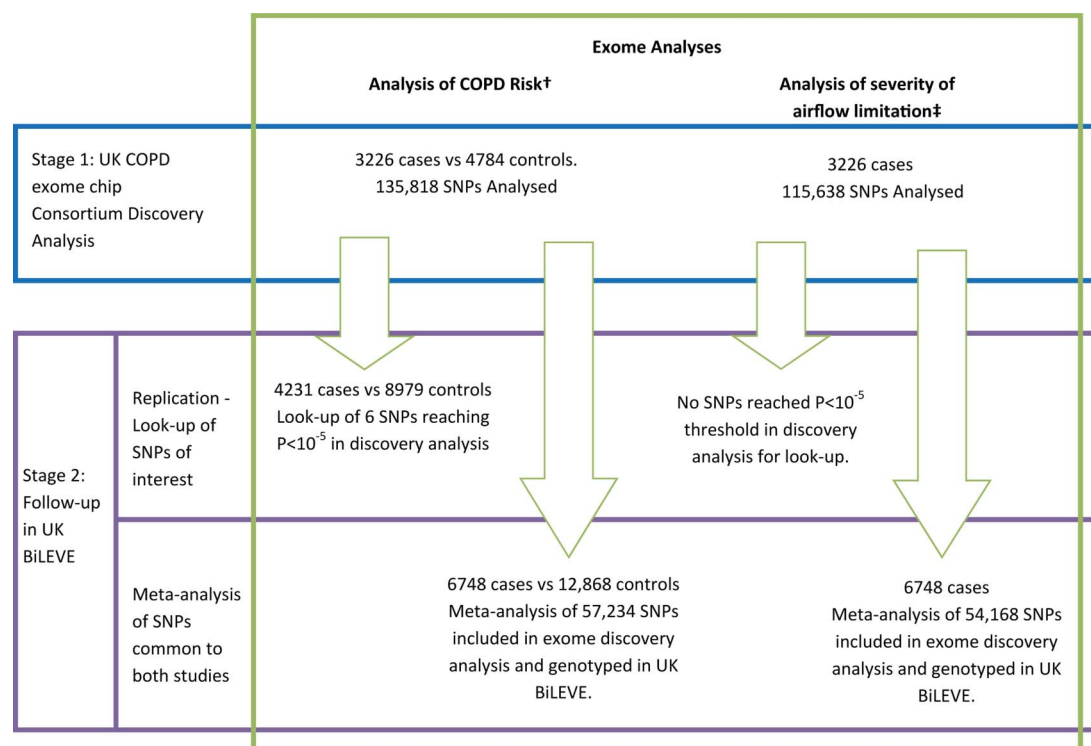 Exome Analyses
Analysis of COPD Risk†
Analysis of severity of
airflow limitation‡
Stage 1: UK COPD
exome chip
Consortium Discovery
Analysis
3226 cases vs 4784 controls.
135,818 SNPs Analysed
3226 cases
115,638 SNPs Analysed
Stage 2:
Follow-up
in UK
BiLEVE
Replication -
Look-up of
SNPs of
interest
4231 cases vs 8979 controls
Look-up of 6 SNPs reaching
P<10⁻⁵ in discovery analysis
No SNPs reached P<10⁻⁵
threshold in discovery
analysis for look-up.
Meta-analysis
of SNPs
common to
both studies
6748 cases vs 12,868 controls
Meta-analysis of 57,234 SNPs
included in exome discovery
analysis and genotyped in UK
BiLEVE.
6748 cases
Meta-analysis of 54,168 SNPs
included in exome discovery
analysis and genotyped in UK
BiLEVE.